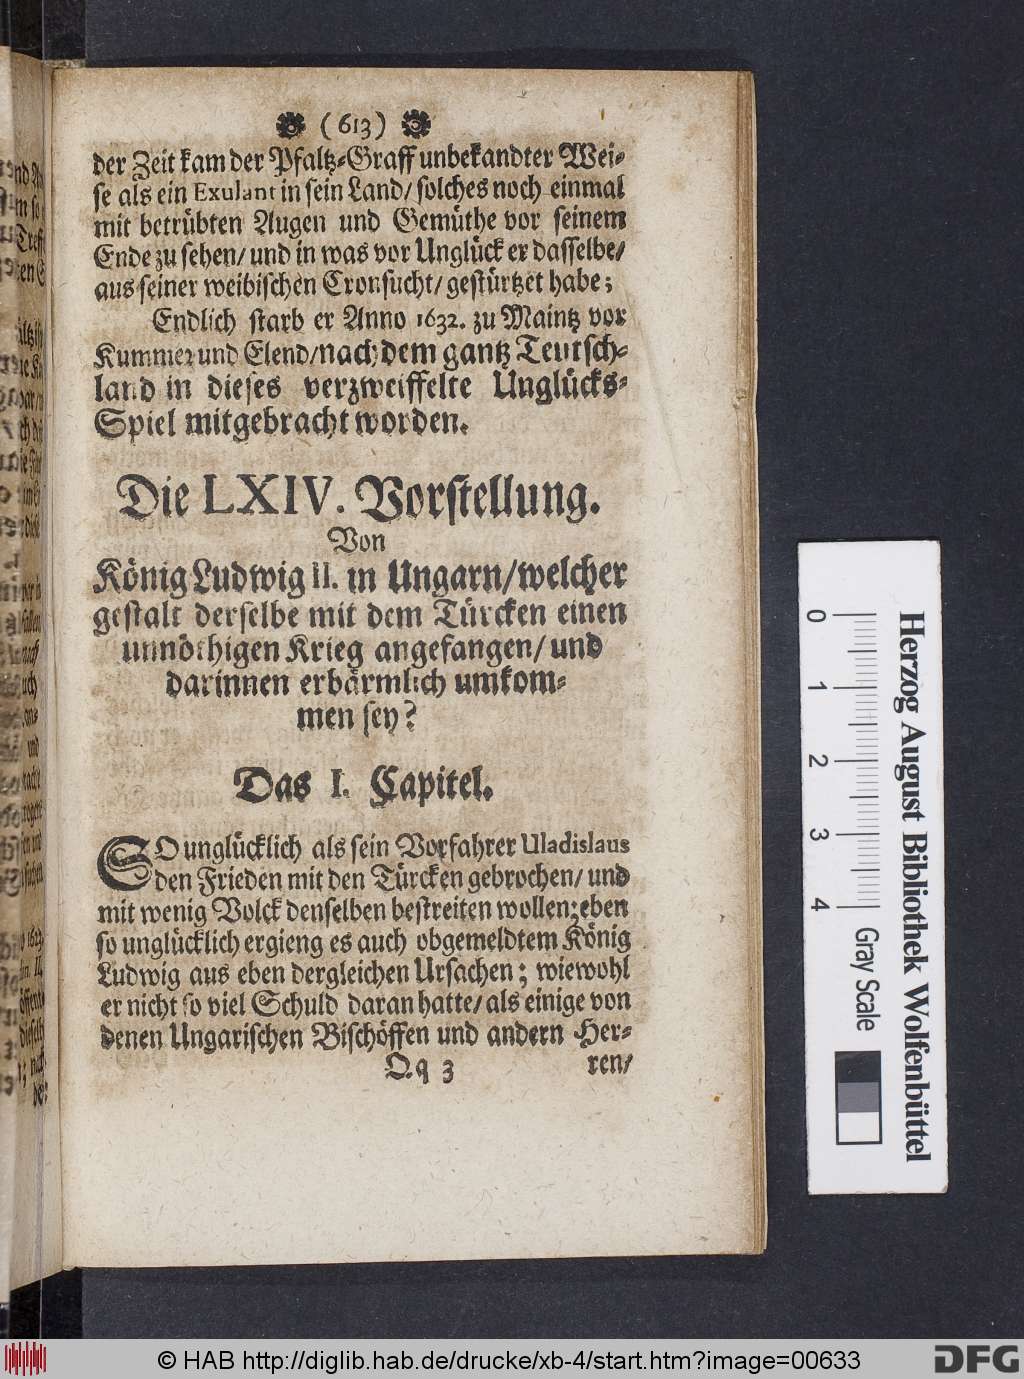 ( 613 )
der Zeit kam der Pfaltz-Graff unbekandter Wei-
se als ein Exulant in sein Land/ solches noch einmal
mit betrübten Augen und Gemüthe vor seinem
Ende zu sehen/ und in was vor Unglück er dasselbe/
aus seiner weibischen Cronsucht/ gestürtzet habe;
Endlich starb er Anno 1632. zu Maintz vor
Kummer und Elend/ nachdem gantz Teutsch-
land in dieses verzweiffelte Unglücks-
Spiel mitgebracht worden.
Die LXIV. Vorstellung.
Von
König Ludwig II. in Ungarn/ welcher
gestalt derselbe mit dem Türcken einen
unnöthigen Krieg angefangen/ und
darinnen erbärmlich umkom-
men sey?
Das I. Capitel.
SO unglücklich als sein Vorfahrer Uladislaus
den Frieden mit den Türcken gebrochen/ und
mit wenig Volck denselben bestreiten wollen; eben
so unglücklich ergieng es auch obgemeldtem König
Ludwig aus eben dergleichen Ursachen; wiewohl
er nicht so viel Schuld daran hatte/ als einige von
denen Ungarischen Bischöffen und andern Her-
Qq 3 ren/
Herzog August Bibliothek Wolfenbüttel
0 1 2 3 4 Gray Scale
© HAB http://diglib.hab.de/drucke/xb-4/start.htm?image=00633
DFG